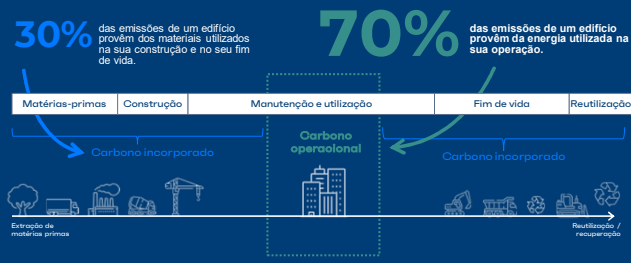 30%
das emissões de um edifício
provêm dos materiais utilizados
na sua construção e no seu fim
de vida.
70%
das emissões de um edifício
provêm da energia utilizada na
sua operação.
Matérias-primas
Construção
Manutenção e utilização
Fim de vida
Reutilização
Carbono incorporado
Carbono
operacional
Carbono incorporado
Extração de
matérias primas
Reutilização /
recuperação